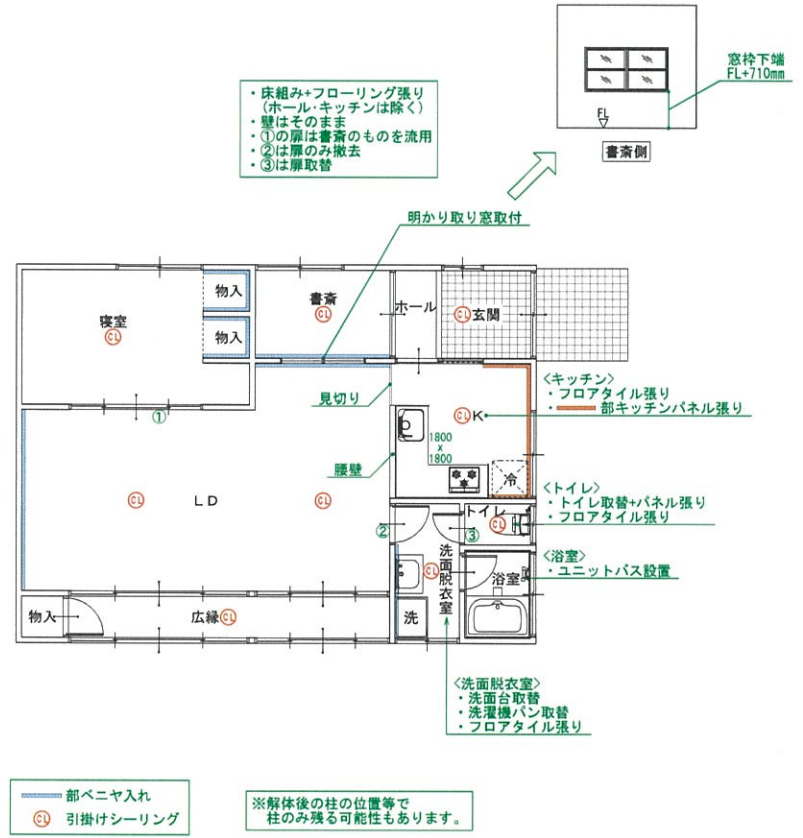 窓枠下端
FL+710mm
FL
書斎側
・床組み+フローリング張り
(ホール・キッチンは除く)
・壁はそのまま
・①の扉は書斎のものを流用
・②は扉のみ撤去
・③は扉取替
明かり取り窓取付
物入
物入
寝室
CL
書斎
CL
ホール
CL
玄関
見切り
①
<キッチン>
・フロアタイル張り
・部キッチンパネル張り
CL
K
1800
x
1800
腰壁
冷
CL
LD
CL
<トイレ>
・トイレ取替+パネル張り
・フロアタイル張り
トイレ
CL
②
③
洗面脱衣室
CL
<浴室>
・ユニットバス設置
浴室
物入
広縁
CL
洗
<洗面脱衣室>
・洗面台取替
・洗濯機パン取替
・フロアタイル張り
部ベニヤ入れ
CL
引掛けシーリング
※解体後の柱の位置等で
柱のみ残る可能性もあります。